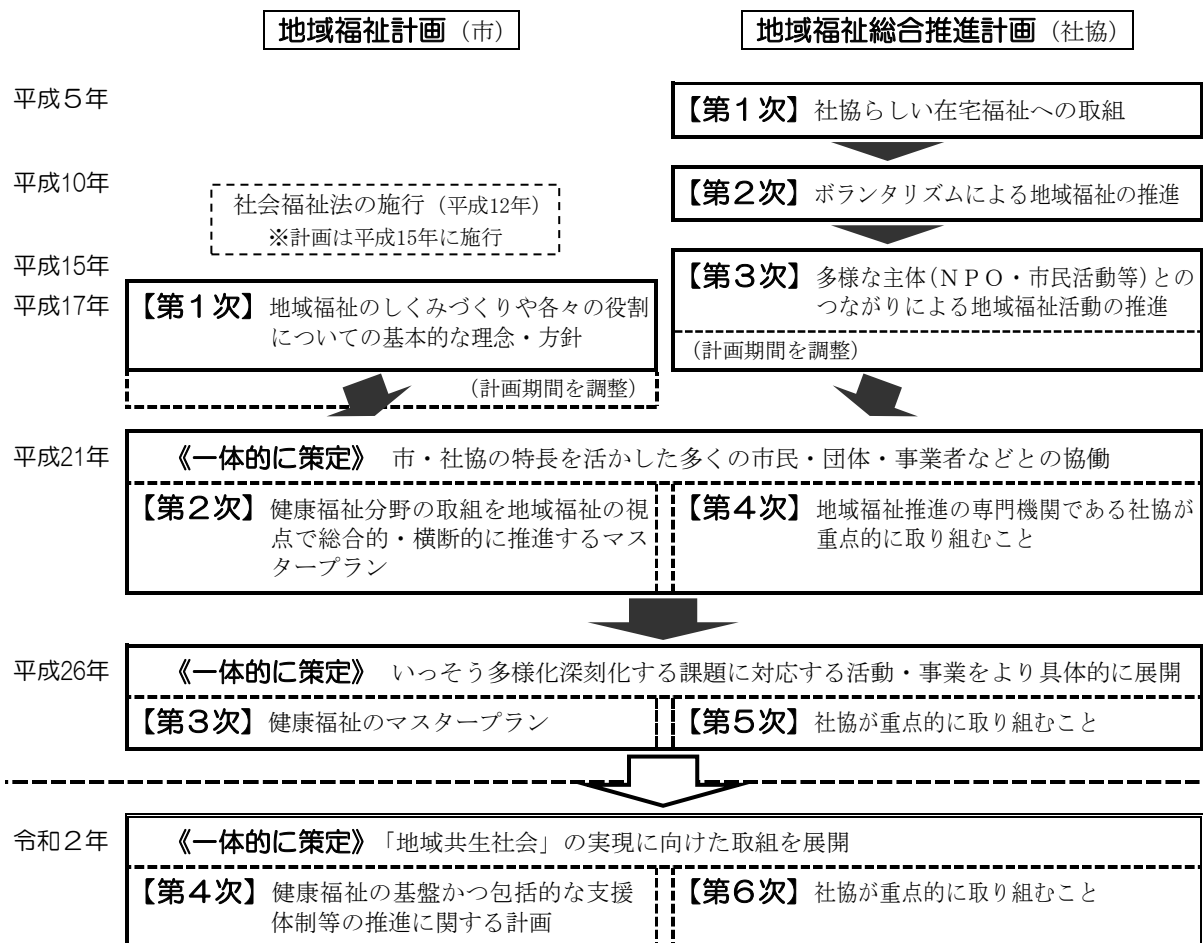 地域福祉計画（市）
地域福祉総合推進計画（社協）
平成５年
【第１次】社協らしい在宅福祉への取組
平成10年
【第２次】ボランタリズムによる地域福祉の推進
社会福祉法の施行（平成12年）
※計画は平成15年に施行
平成15年
【第３次】多様な主体(ＮＰＯ・市民活動等)との
つながりによる地域福祉活動の推進
(計画期間を調整)
平成17年
【第１次】地域福祉のしくみづくりや各々の役割
についての基本的な理念・方針
(計画期間を調整)
平成21年
《一体的に策定》 市・社協の特長を活かした多くの市民・団体・事業者などとの協働
【第２次】健康福祉分野の取組を地域福祉の視
点で総合的・横断的に推進するマス
タープラン
【第４次】地域福祉推進の専門機関である社協が
重点的に取り組むこと
平成26年
《一体的に策定》 いっそう多様化深刻化する課題に対応する活動・事業をより具体的に展開
【第３次】健康福祉のマスタープラン
【第５次】社協が重点的に取り組むこと
令和２年
《一体的に策定》「地域共生社会」の実現に向けた取組を展開
【第４次】健康福祉の基盤かつ包括的な支援
体制等の推進に関する計画
【第６次】社協が重点的に取り組むこと